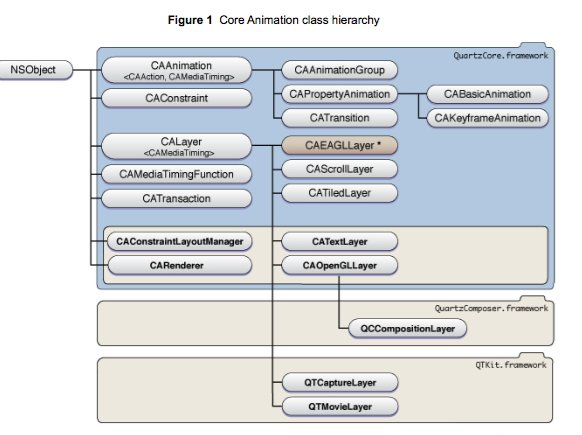 Figure 1 Core Animation class hierarchy
QuartzCore.framework
NSObject
CAAnimation
<CAAction, CAMediaTiming>
CAAnimationGroup
CAConstraint
CAPropertyAnimation
CABasicAnimation
CATransition
CAKeyframeAnimation
CALayer
<CAMediaTiming>
CAEAGLLayer *
CAMediaTimingFunction
CAScrollLayer
CATransaction
CATiledLayer
CAConstraintLayoutManager
CATextLayer
CARenderer
CAOpenGLLayer
QuartzComposer.framework
QCCompositionLayer
QTKit.framework
QTCaptureLayer
QTMovieLayer